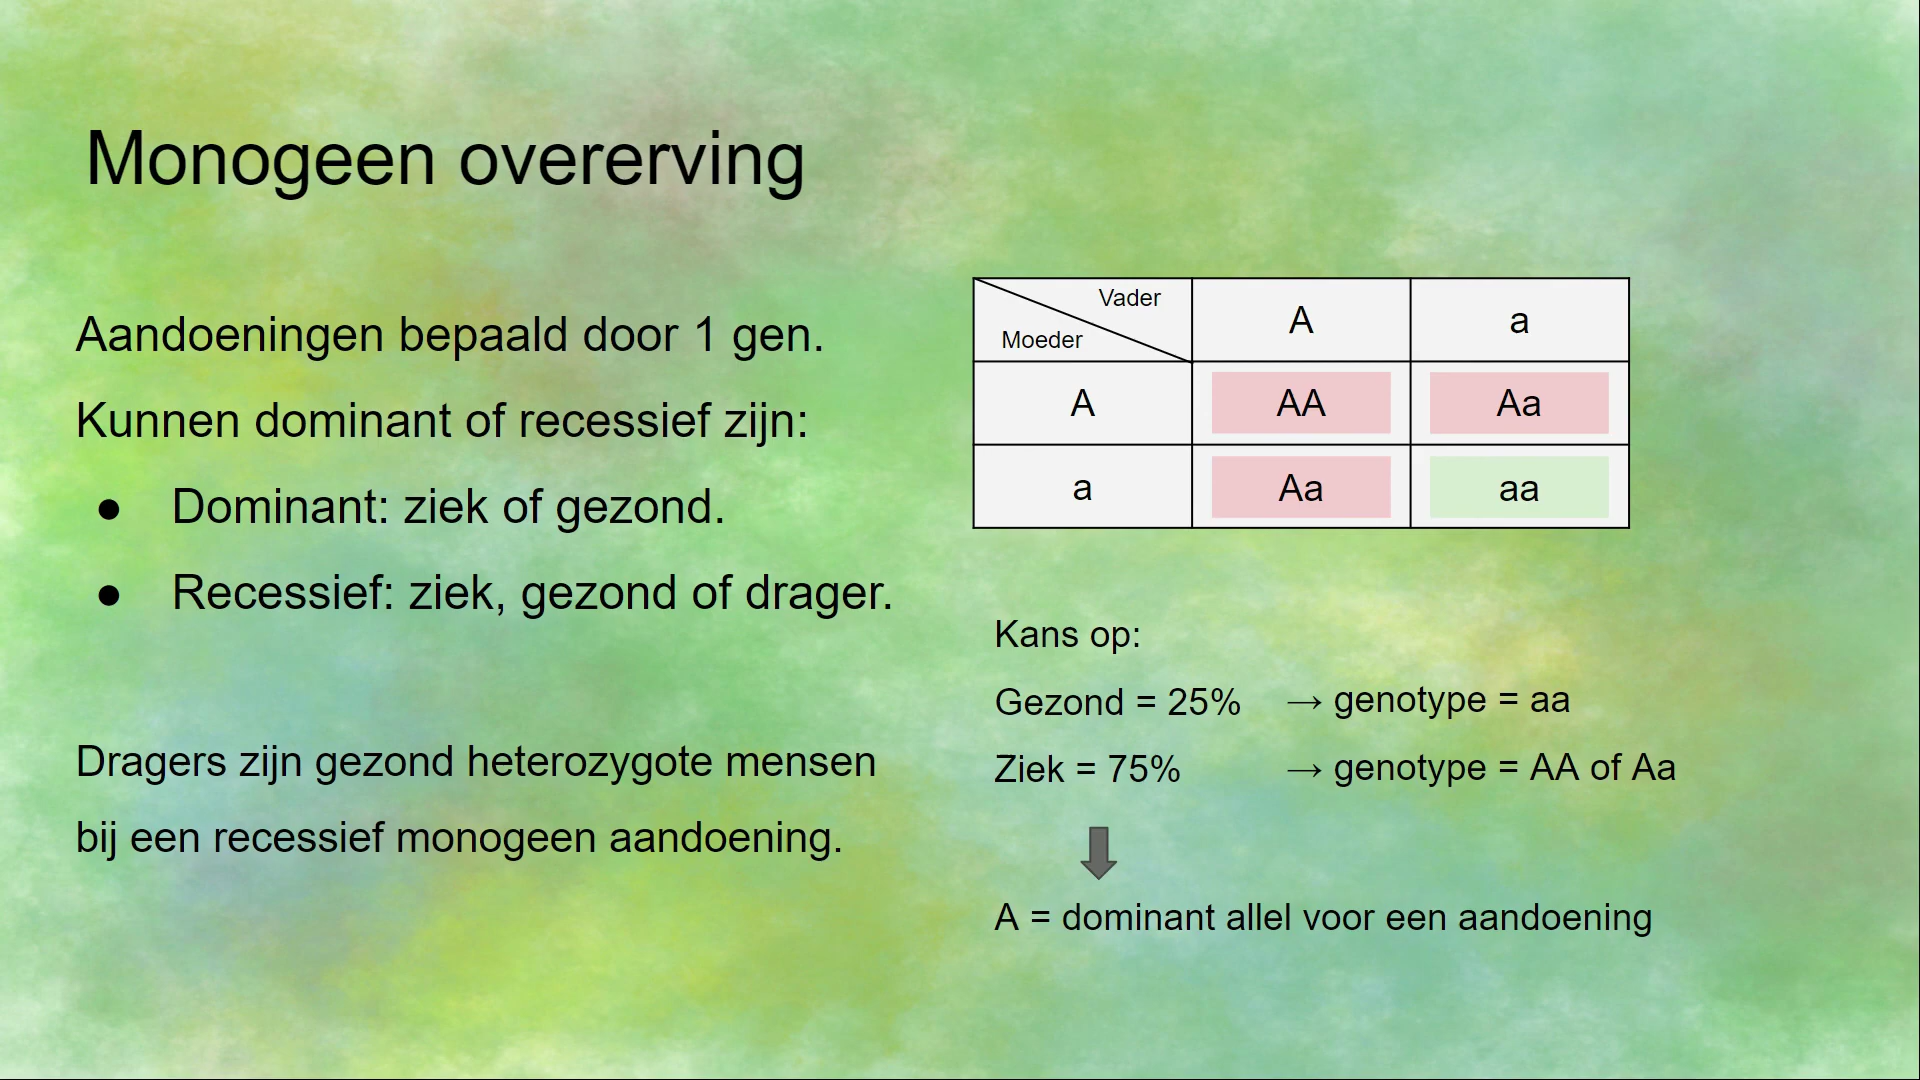 Monogeen overerving
Aandoeningen bepaald door 1 gen.
Kunnen dominant of recessief zijn:
● Dominant: ziek of gezond.
● Recessief: ziek, gezond of drager.
Dragers zijn gezond heterozygote mensen
bij een recessief monogeen aandoening.
Vader
Moeder
A a
A AA Aa
a Aa aa
Kans op:
Gezond = 25% → genotype = aa
Ziek = 75% → genotype = AA of Aa
A = dominant allel voor een aandoening